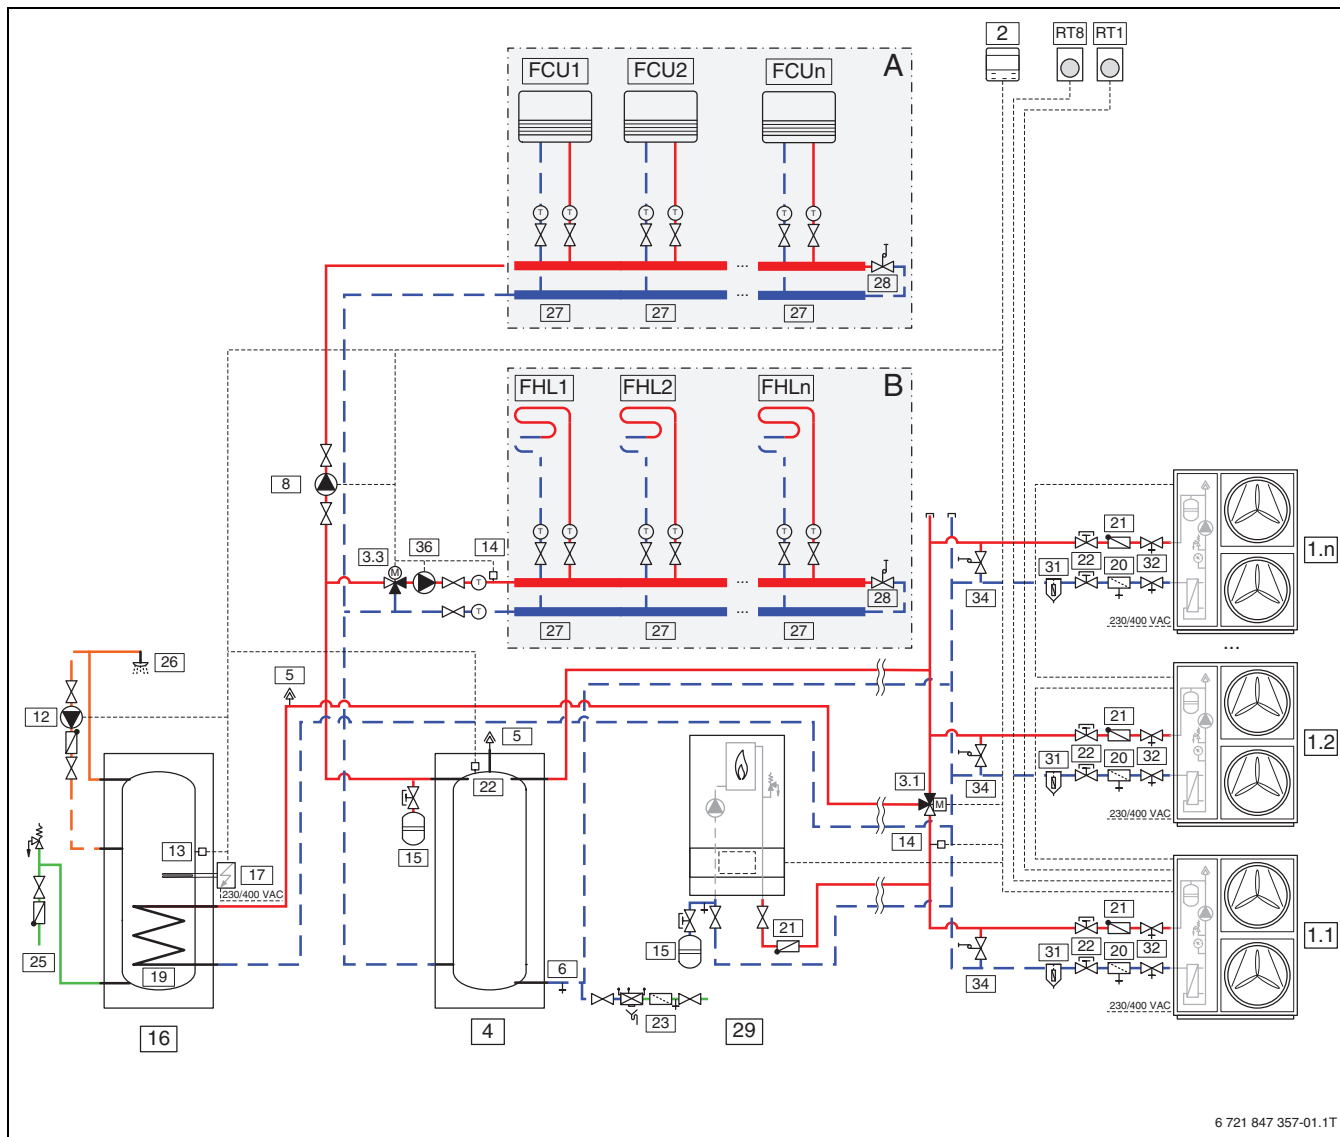 2 RT8 RT1
A
FCU1 FCU2 FCUn
T T T T T T
... 28
...
27 27 27
B
FHL1 FHL2 FHLn
8
T T T T T T
3.3 36 14
M T
... 28
T ...
27 27 27
21
22 32
31 20
34
230/400 VAC
1.n
...
26
5
12
5
22
21
22 32
31 20
34
230/400 VAC
1.2
3.1
M
14
13
17
230/400 VAC
15
25
19
6
15
21
23
21
22 32
31 20
34
230/400 VAC
1.1
16 4 29
6 721 847 357-01.1T